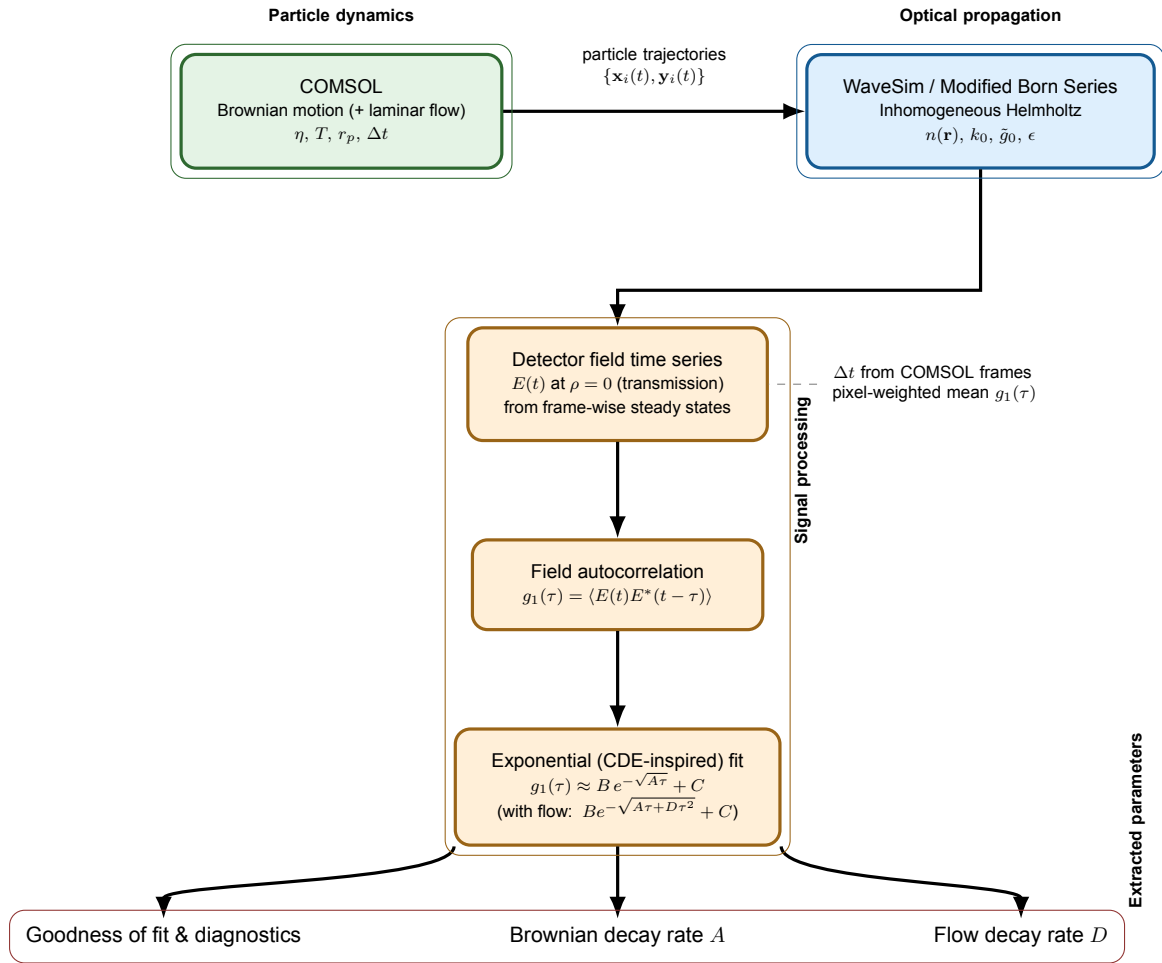 Particle dynamics
Optical propagation
COMSOL
Brownian motion (+ laminar flow)
η, T, r_p, Δt
particle trajectories
{𝐱_i(t), 𝐲_i(t)}
WaveSim / Modified Born Series
Inhomogeneous Helmholtz
n(𝐫), k_0, g̃_0, ϵ
Detector field time series
E(t) at ρ = 0 (transmission)
from frame-wise steady states
Δt from COMSOL frames
pixel-weighted mean g_1(τ)
Signal processing
Field autocorrelation
g_1(τ) = ⟨E(t)E*(t − τ)⟩
Exponential (CDE-inspired) fit
g_1(τ) ≈ B e^{−√(Aτ)} + C
(with flow: Be^{−√(Aτ+Dτ²)} + C)
Extracted parameters
Goodness of fit & diagnostics
Brownian decay rate A
Flow decay rate D